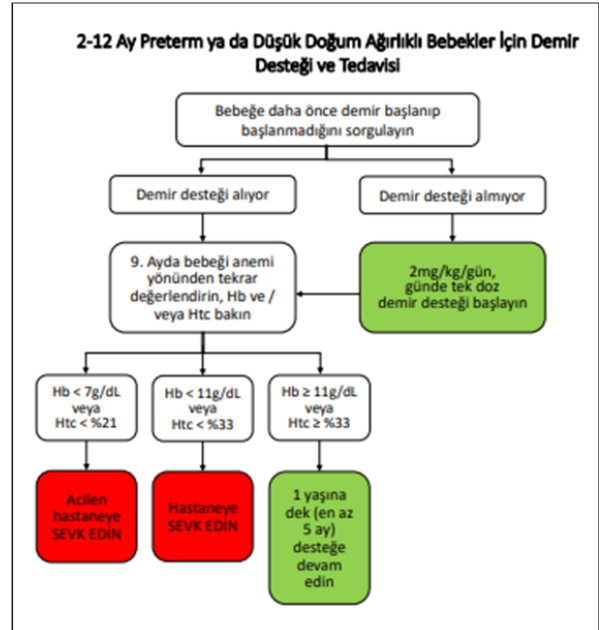 2-12 Ay Preterm ya da Düşük Doğum Ağırlıklı Bebekler İçin Demir
Desteği ve Tedavisi
Bebeğe daha önce demir başlanıp
başlanmadığını sorgulayın
Demir desteği alıyor
Demir desteği almıyor
9. Ayda bebeği anemi
yönünden tekrar
değerlendirin, Hb ve /
veya Htc bakın
2mg/kg/gün,
günde tek doz
demir desteği başlayın
Hb < 7g/dL
veya
Htc < %21
Hb < 11g/dL
veya
Htc < %33
Hb ≥ 11g/dL
veya
Htc ≥ %33
Acilen
hastaneye
SEVK EDİN
Hastaneye
SEVK EDİN
1 yaşına
dek (en az
5 ay)
desteğe
devam
edin